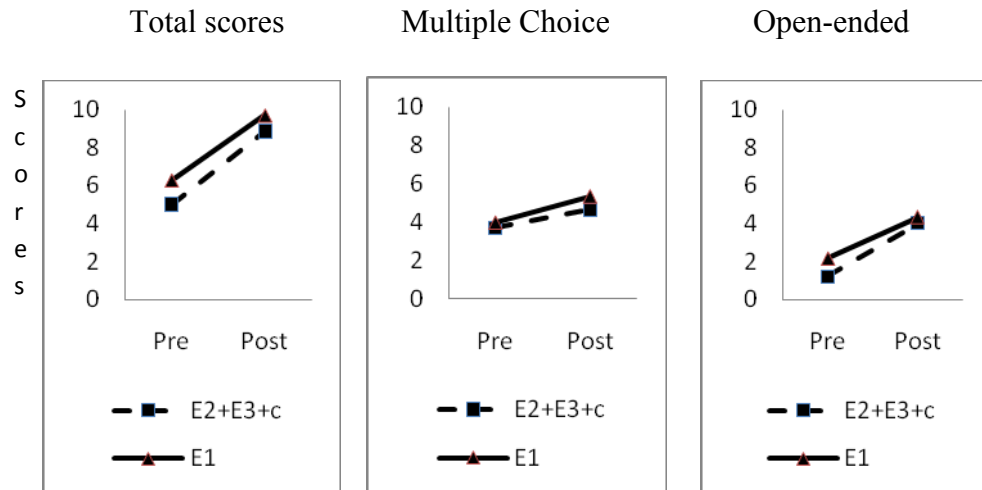 Total scores
Multiple Choice
Open-ended
Scores
10
8
6
4
2
0
Pre Post
E2+E3+c
E1
10
8
6
4
2
0
Pre Post
E2+E3+c
E1
10
8
6
4
2
0
Pre Post
E2+E3+c
E1